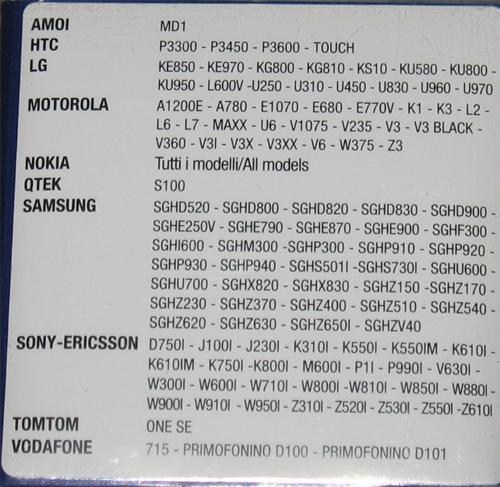 AMOI MD1
HTC P3300 - P3450 - P3600 - TOUCH
LG KE850 - KE970 - KG800 - KG810 - KS10 - KU580 - KU800 -
KU950 - L600V -U250 - U310 - U450 - U830 - U960 - U970
MOTOROLA A1200E - A780 - E1070 - E680 - E770V - K1 - K3 - L2 -
L6 - L7 - MAXX - U6 - V1075 - V235 - V3 - V3 BLACK -
V360 - V3I - V3X - V3XX - V6 - W375 - Z3
NOKIA Tutti i modelli/All models
QTEK S100
SAMSUNG SGHD520 - SGHD800 - SGHD820 - SGHD830 - SGHD900 -
SGHE250V - SGHE790 - SGHE870 - SGHE900 - SGHF300 -
SGHI600 - SGHM300 -SGHP300 - SGHP910 - SGHP920 -
SGHP930 - SGHP940 - SGHS501I -SGHS730I - SGHU600 -
SGHU700 - SGHX820 - SGHX830 - SGHZ150 -SGHZ170 -
SGHZ230 - SGHZ370 - SGHZ400 - SGHZ510 - SGHZ540 -
SGHZ620 - SGHZ630 - SGHZ650I - SGHZV40
SONY-ERICSSON D750I - J100I - J230I - K310I - K550I - K550IM - K610I -
K610IM - K750I -K800I - M600I - P1I - P990I - V630I -
W300I - W600I - W710I - W800I -W810I - W850I - W880I -
W900I - W910I - W950I - Z310I - Z520I - Z530I - Z550I -Z610I
TOMTOM ONE SE
VODAFONE 715 - PRIMOFONINO D100 - PRIMOFONINO D101